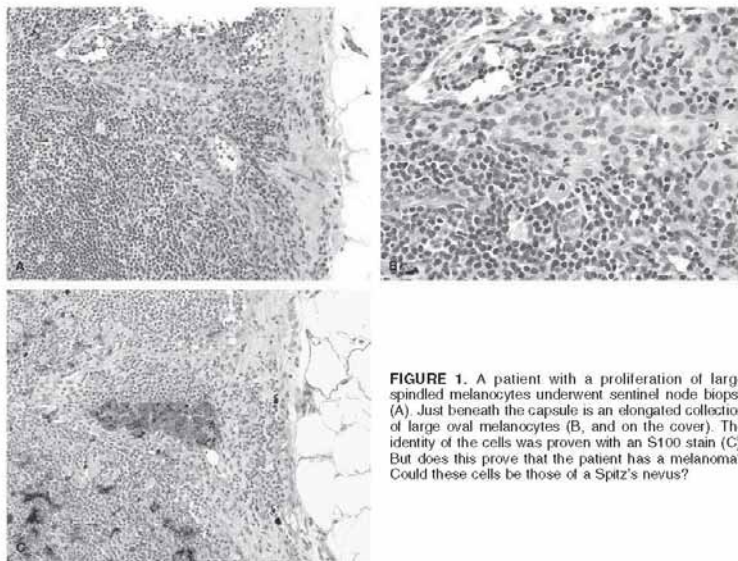 A
B
C
FIGURE 1. A patient with a proliferation of large
spindled melanocytes underwent sentinel node biops
(A). Just beneath the capsule is an elongated collection
of large oval melanocytes (B, and on the cover). Th
identity of the cells was proven with an S100 stain (C)
But does this prove that the patient has a melanoma
Could these cells be those of a Spitz's nevus?